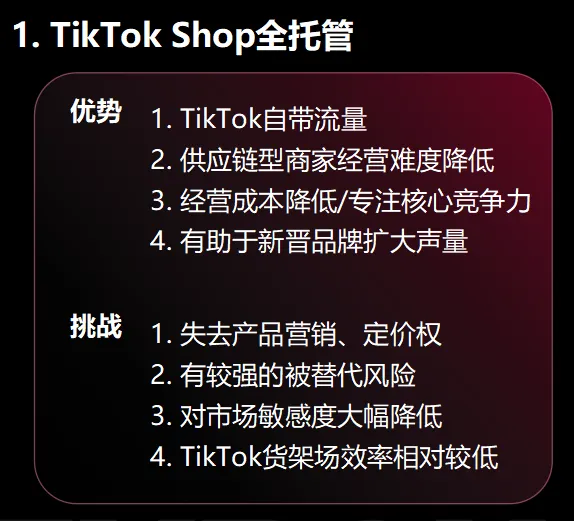 1. TikTok Shop全托管
优势
1. TikTok自带流量
2. 供应链型商家经营难度降低
3. 经营成本降低/专注核心竞争力
4. 有助于新晋品牌扩大声量
挑战
1. 失去产品营销、定价权
2. 有较强的被替代风险
3. 对市场敏感度大幅降低
4. TikTok货架场效率相对较低